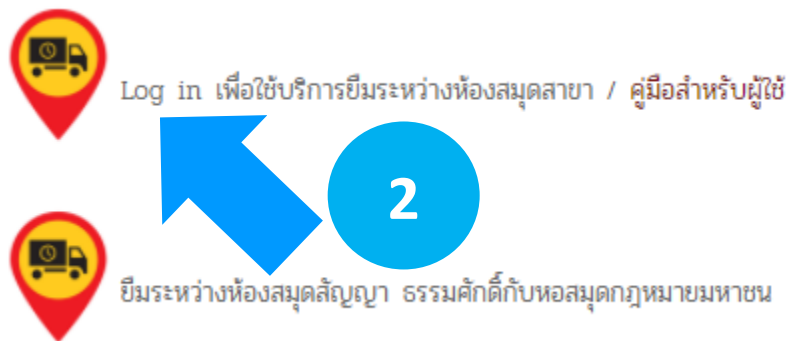 Log in เพื่อใช้บริการยืมระหว่างห้องสมุดสาขา / คู่มือสำหรับผู้ใช้
2
ยืมระหว่างห้องสมุดสัญญา ธรรมศักดิ์กับหอสมุดกฎหมายมหาชน